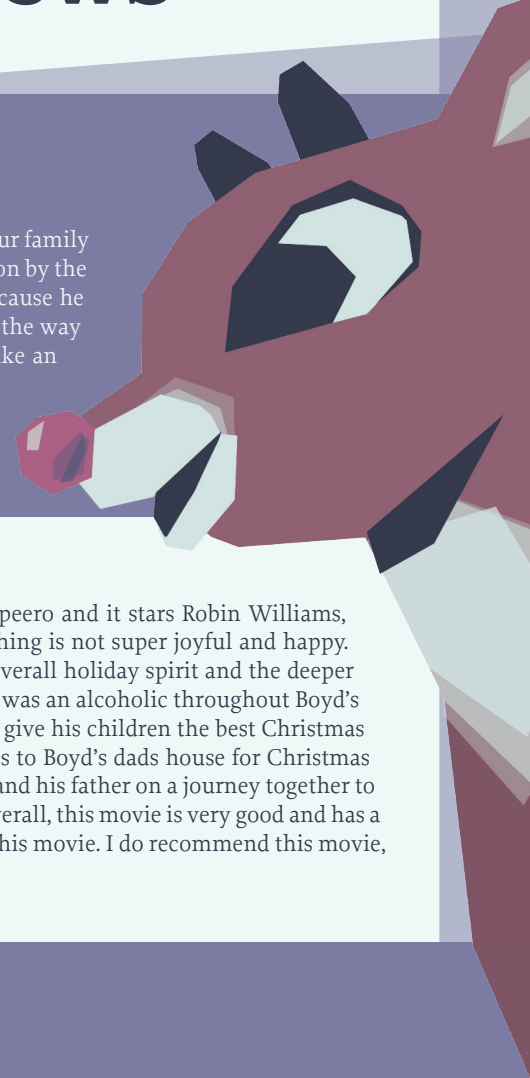 ur family
on by the
cause he
the way
ke an
peero and it stars Robin Williams,
hing is not super joyful and happy.
verall holiday spirit and the deeper
was an alcoholic throughout Boyd’s
give his children the best Christmas
s to Boyd’s dads house for Christmas
and his father on a journey together to
verall, this movie is very good and has a
his movie. I do recommend this movie,